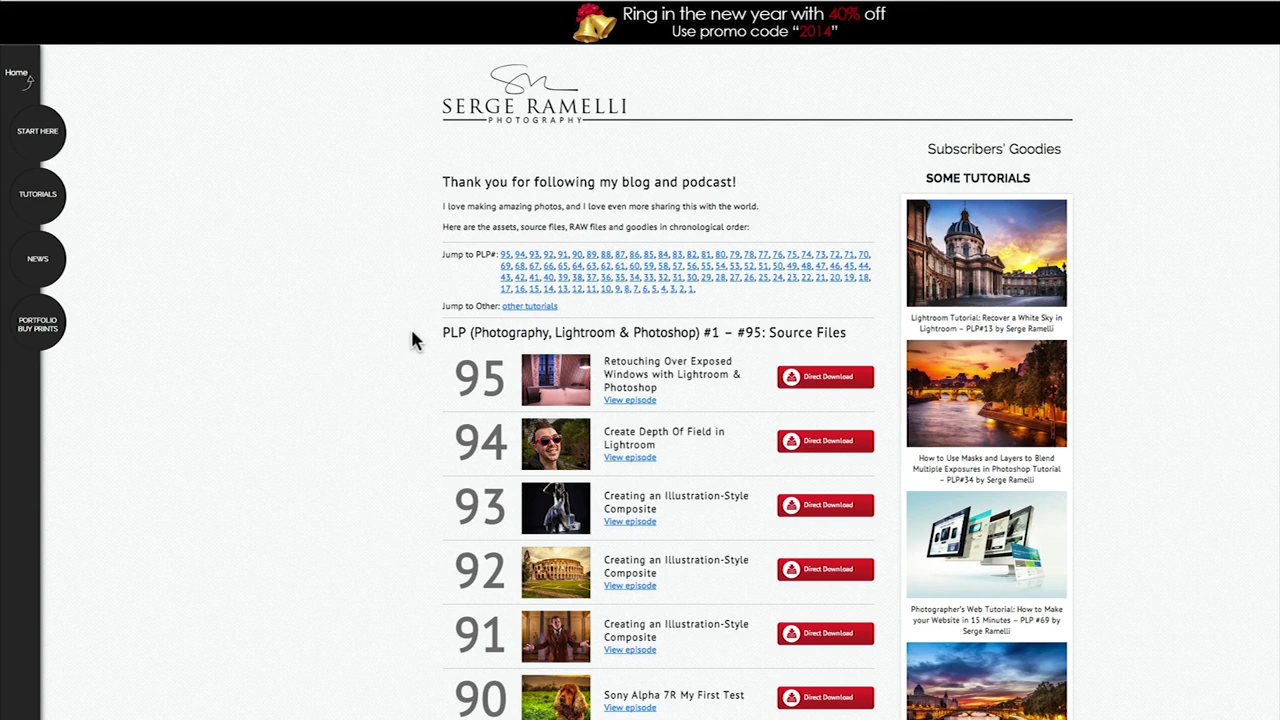 Ring in the new year with 40% off
Use promo code “2014”
Home
START HERE
TUTORIALS
NEWS
PORTFOLIO
BUY PRINTS
SERGE RAMELLI
PHOTOGRAPHY
Thank you for following my blog and podcast!
I love making amazing photos, and I love even more sharing this with the world.
Here are the assets, source files, RAW files and goodies in chronological order:
Jump to PLP#: 95, 94, 93, 92, 91, 90, 89, 88, 87, 86, 85, 84, 83, 82, 81, 80, 79, 78, 77, 76, 75, 74, 73, 72, 71, 70,
69, 68, 67, 66, 65, 64, 63, 62, 61, 60, 59, 58, 57, 56, 55, 54, 53, 52, 51, 50, 49, 48, 47, 46, 45, 44,
43, 42, 41, 40, 39, 38, 37, 36, 35, 34, 33, 32, 31, 30, 29, 28, 27, 26, 25, 24, 23, 22, 21, 20, 19, 18,
17, 16, 15, 14, 13, 12, 11, 10, 9, 8, 7, 6, 5, 4, 3, 2, 1,
Jump to Other: other tutorials
PLP (Photography, Lightroom & Photoshop) #1 – #95: Source Files
95
Retouching Over Exposed
Windows with Lightroom &
Photoshop
View episode
Direct Download
94
Create Depth Of Field in
Lightroom
View episode
Direct Download
93
Creating an Illustration-Style
Composite
View episode
Direct Download
92
Creating an Illustration-Style
Composite
View episode
Direct Download
91
Creating an Illustration-Style
Composite
View episode
Direct Download
90
Sony Alpha 7R My First Test
View episode
Direct Download
Subscribers' Goodies
SOME TUTORIALS
Lightroom Tutorial: Recover a White Sky in
Lightroom – PLP#13 by Serge Ramelli
How to Use Masks and Layers to Blend
Multiple Exposures in Photoshop Tutorial
– PLP#34 by Serge Ramelli
Photographer's Web Tutorial: How to Make
your Website in 15 Minutes – PLP #69 by
Serge Ramelli